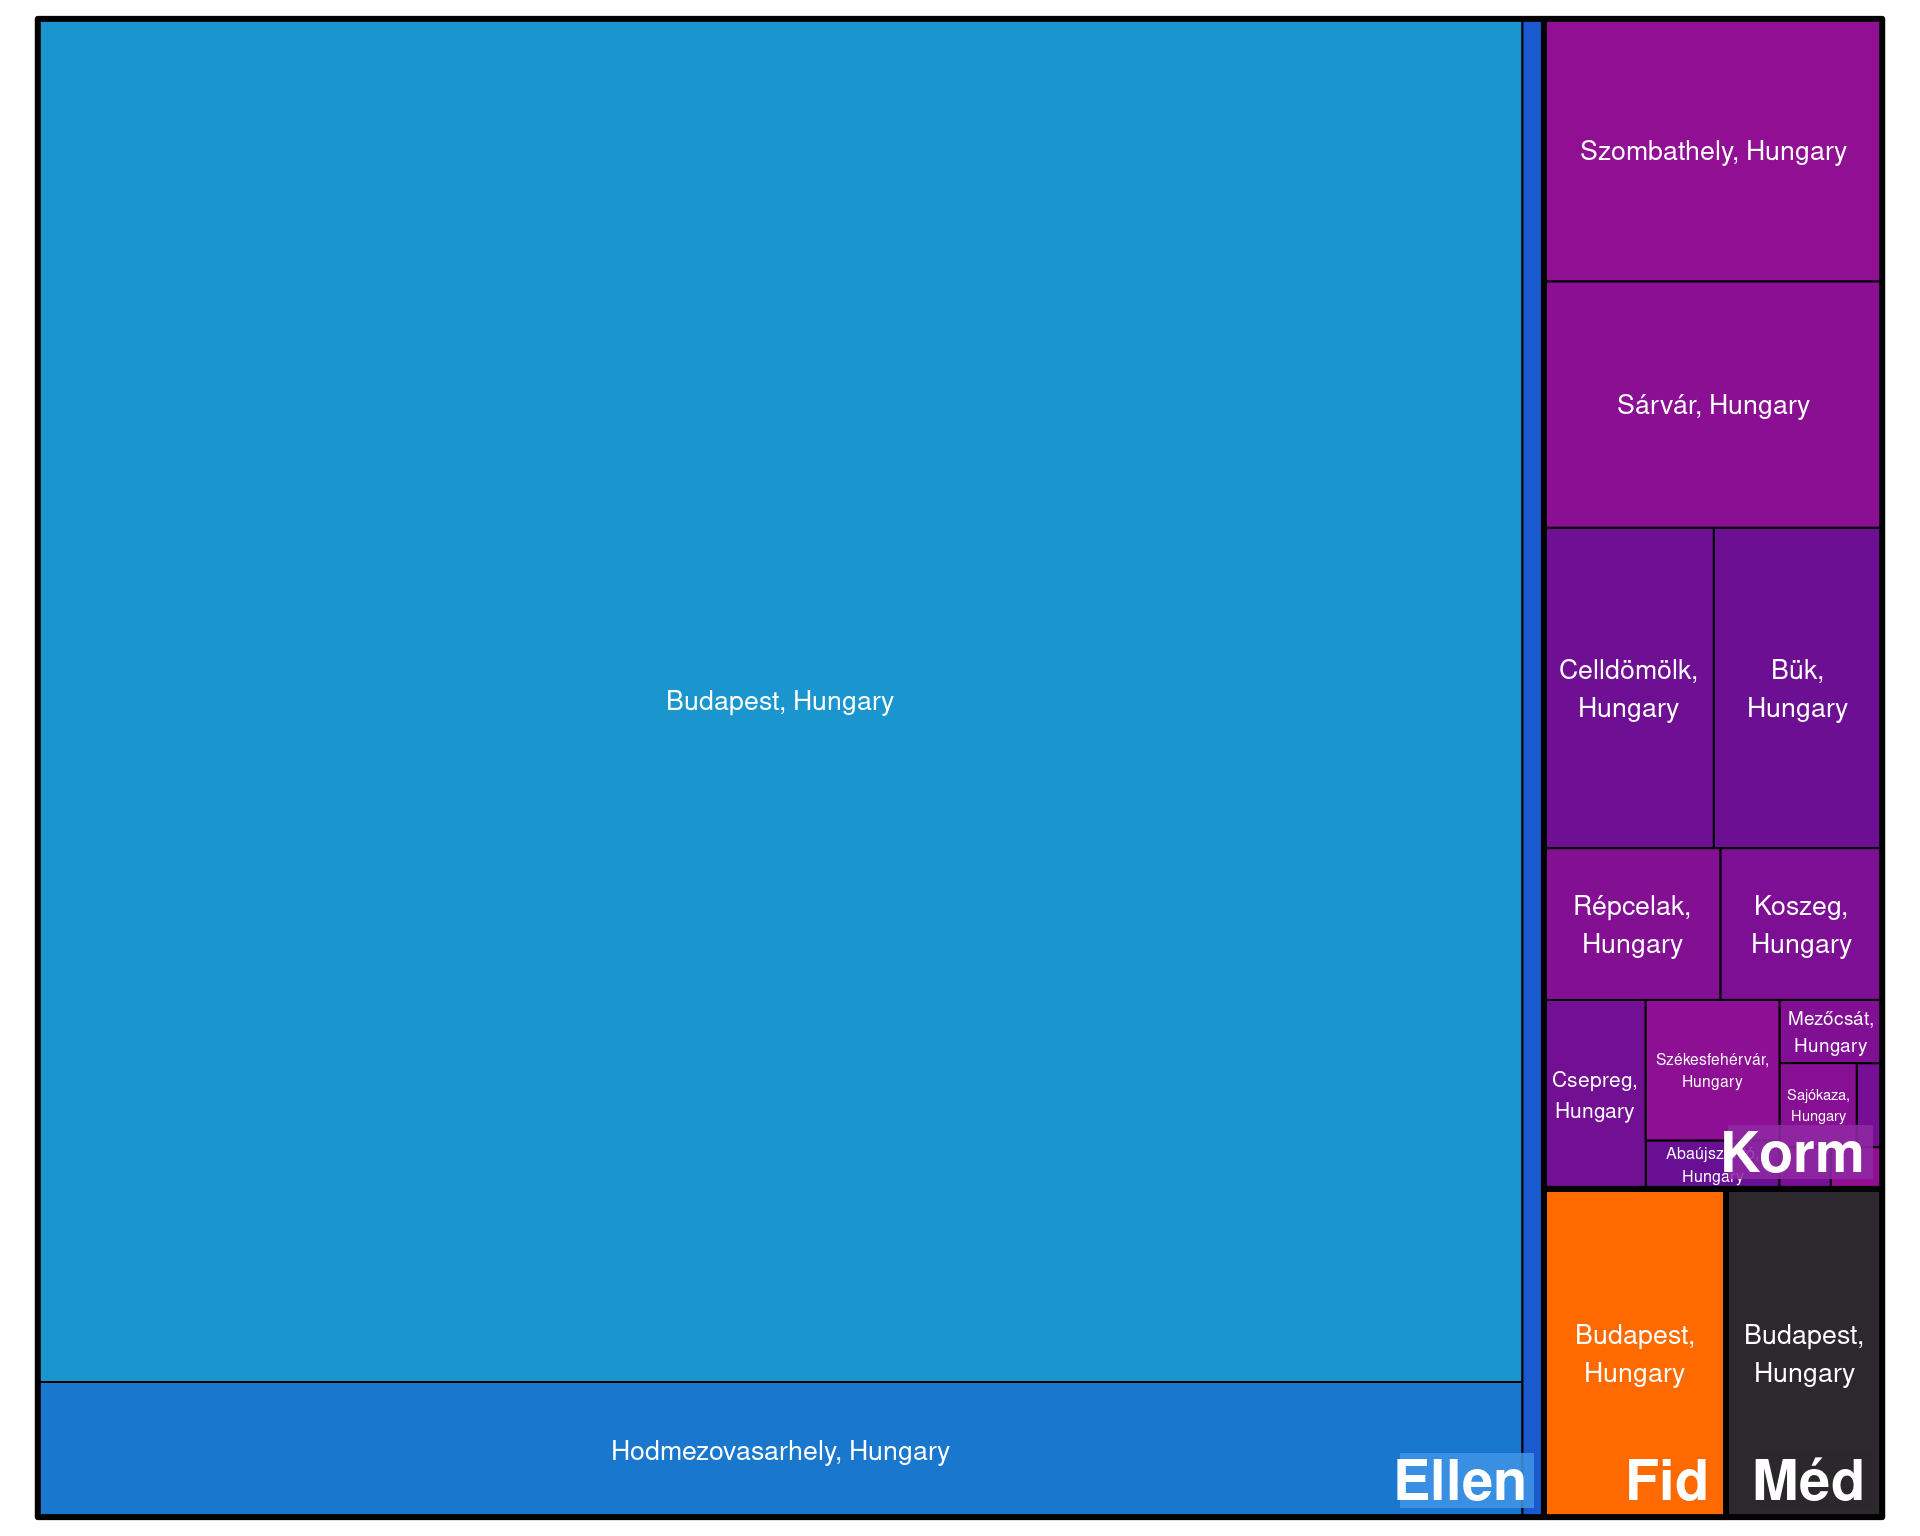 Budapest, Hungary
Hodmezovasarhely, Hungary
Ellen
Szombathely, Hungary
Sárvár, Hungary
Celldömölk,
Hungary
Bük,
Hungary
Répcelak,
Hungary
Koszeg,
Hungary
Csepreg,
Hungary
Székesfehérvár,
Hungary
Mezőcsát,
Hungary
Sajókaza,
Hungary
Hungary
Korm
Budapest,
Hungary
Fid
Budapest,
Hungary
Méd